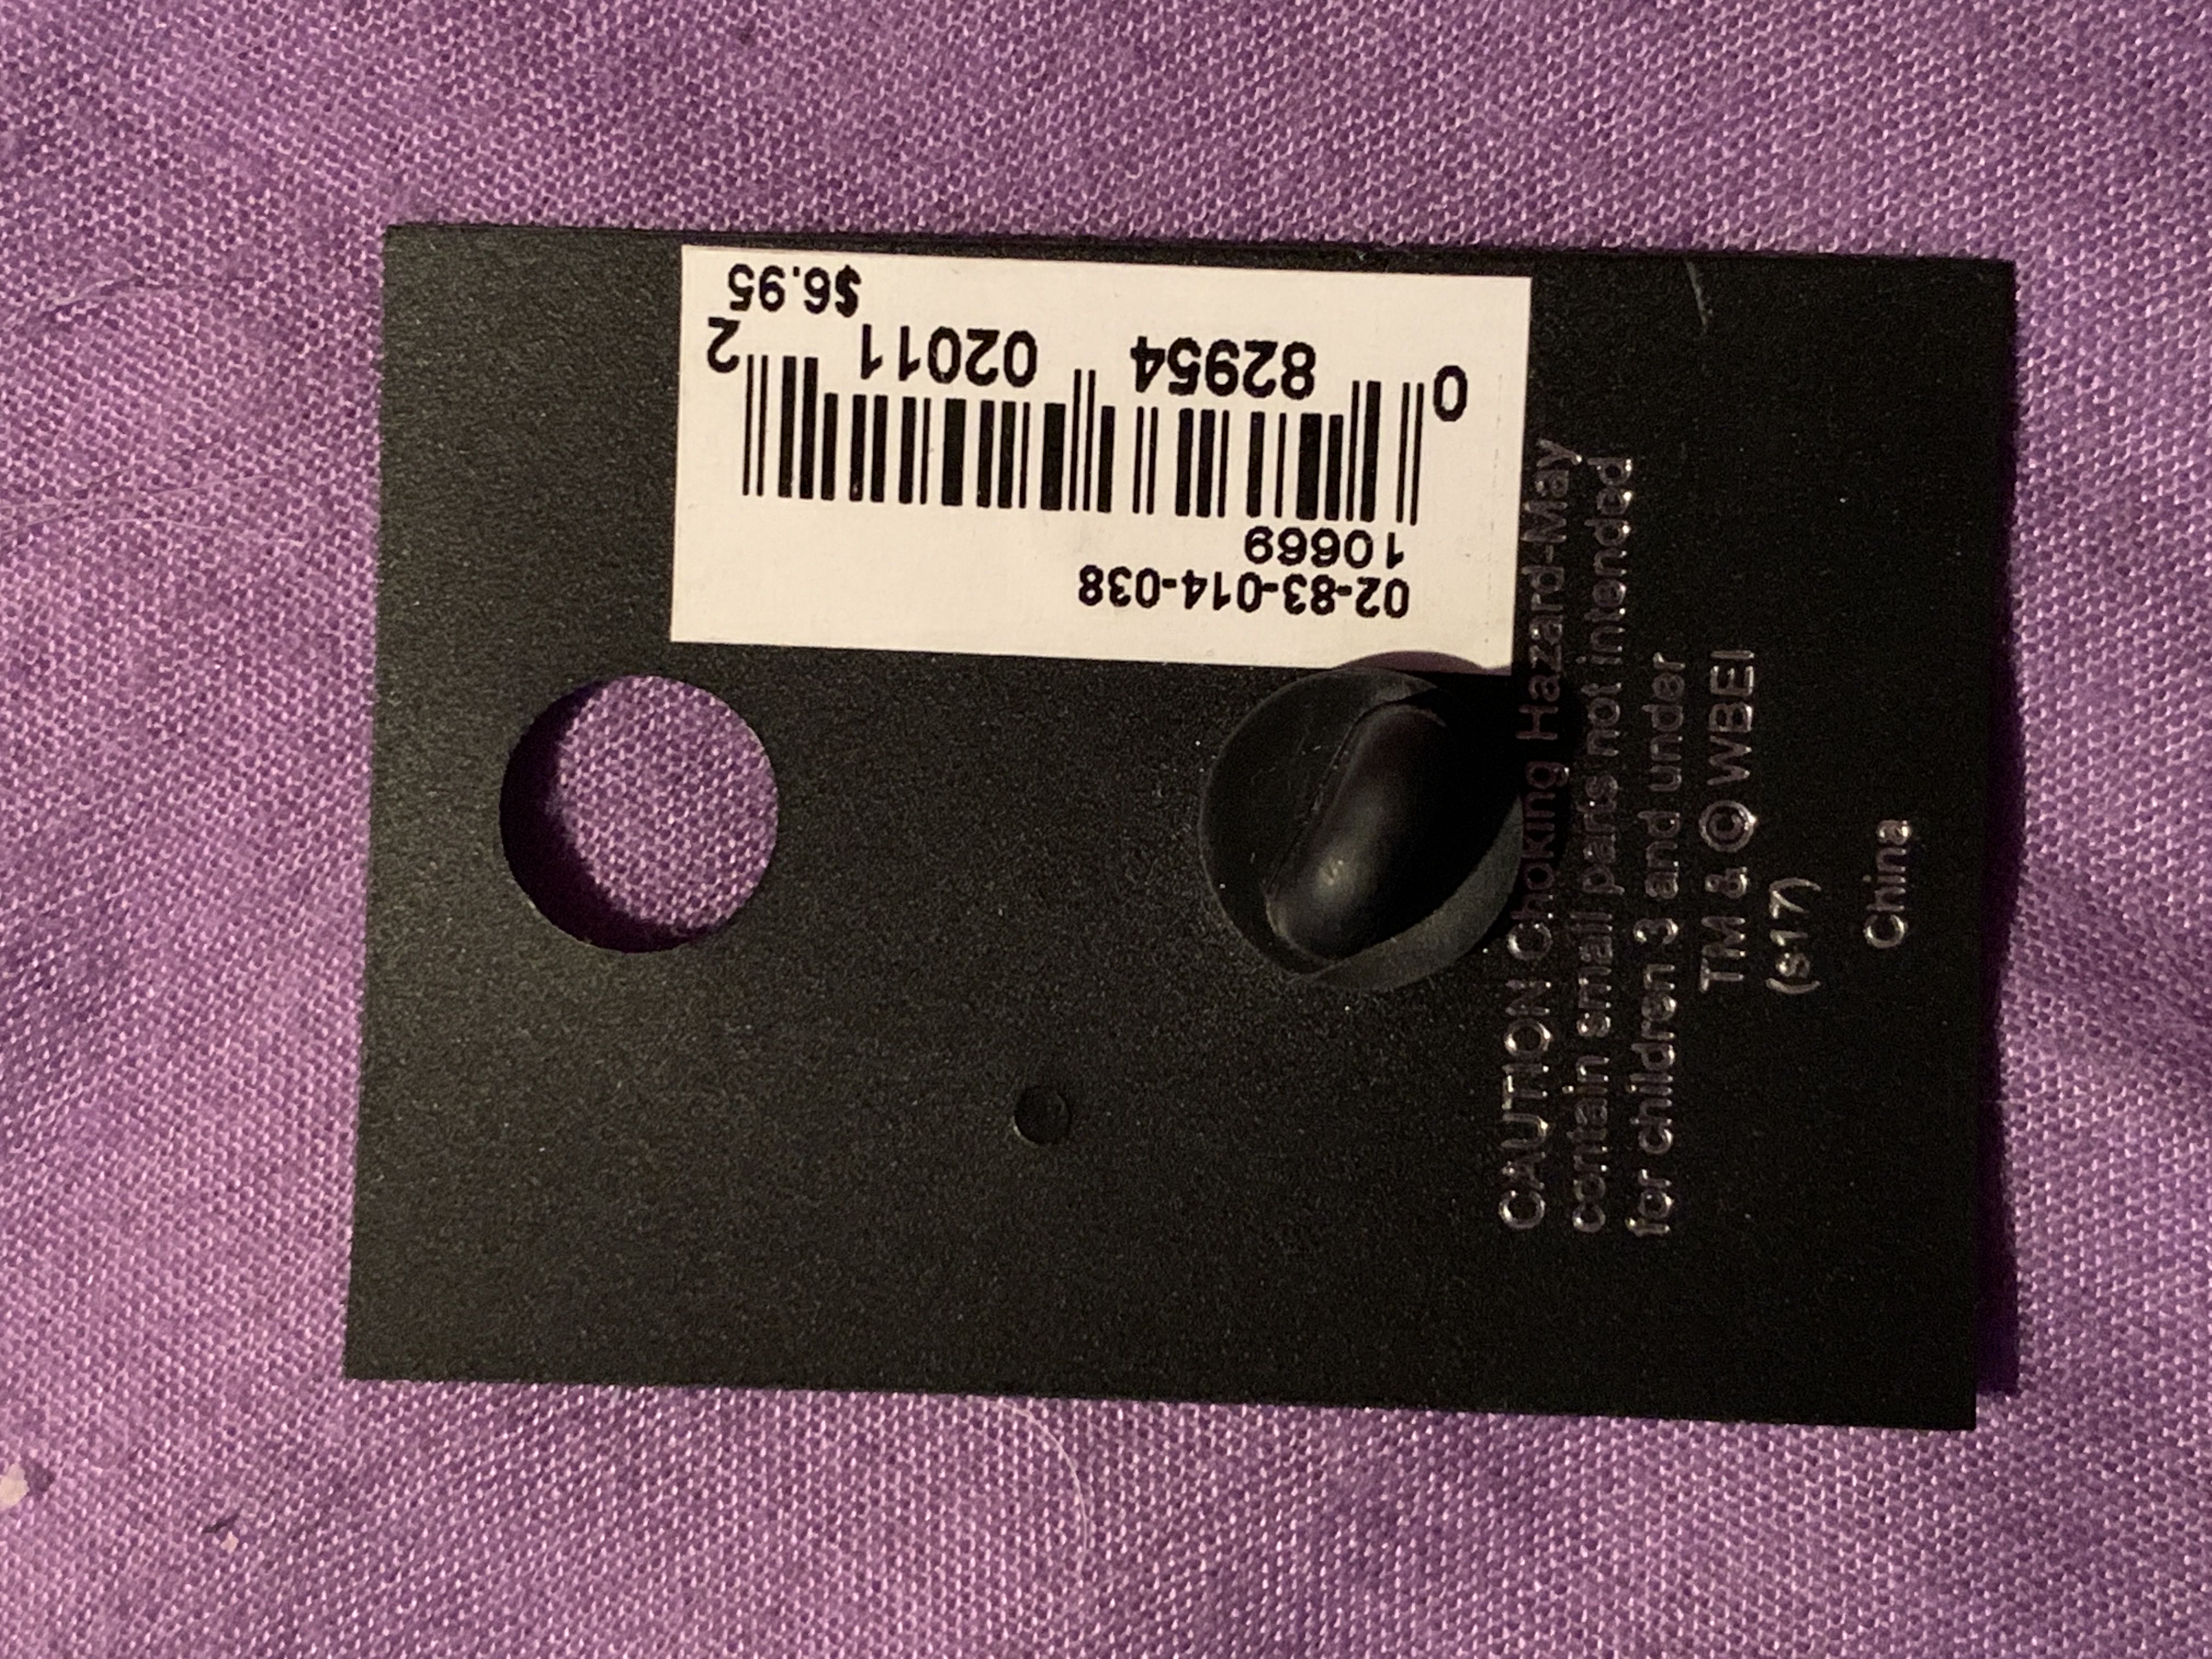 02-83-014-038
10669
0 82954 02011 2
$6.95
CAUTION Choking Hazard-May
contain small parts not intended
for children 3 and under
TM & © WBEI
(s17)
China